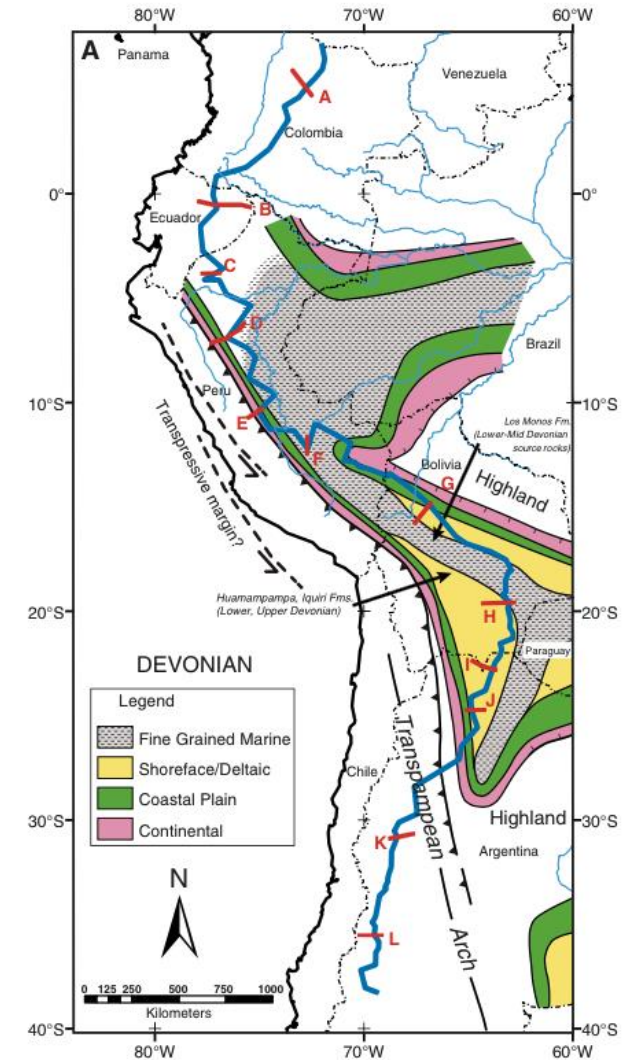 80°W
70°W
60°W
A
Panama
Venezuela
A
Colombia
0°
0°
Ecuador
B
C
D
Brazil
Peru
10°S
10°S
E
Los Monos Fm.
(Lower-Mid Devonian
source rocks)
F
Bolivia
G
Highland
Transpressive margin?
Huamampampa, Iquiri Fms.
(Lower, Upper Devonian)
20°S
20°S
H
Paraguay
I
J
DEVONIAN
Legend
Fine Grained Marine
Shoreface/Deltaic
Coastal Plain
Continental
Chile
Transpampean
Arch
30°S
30°S
Highland
K
Argentina
N
L
0 125 250 500 750 1000
Kilometers
40°S
40°S
80°W
70°W
60°W